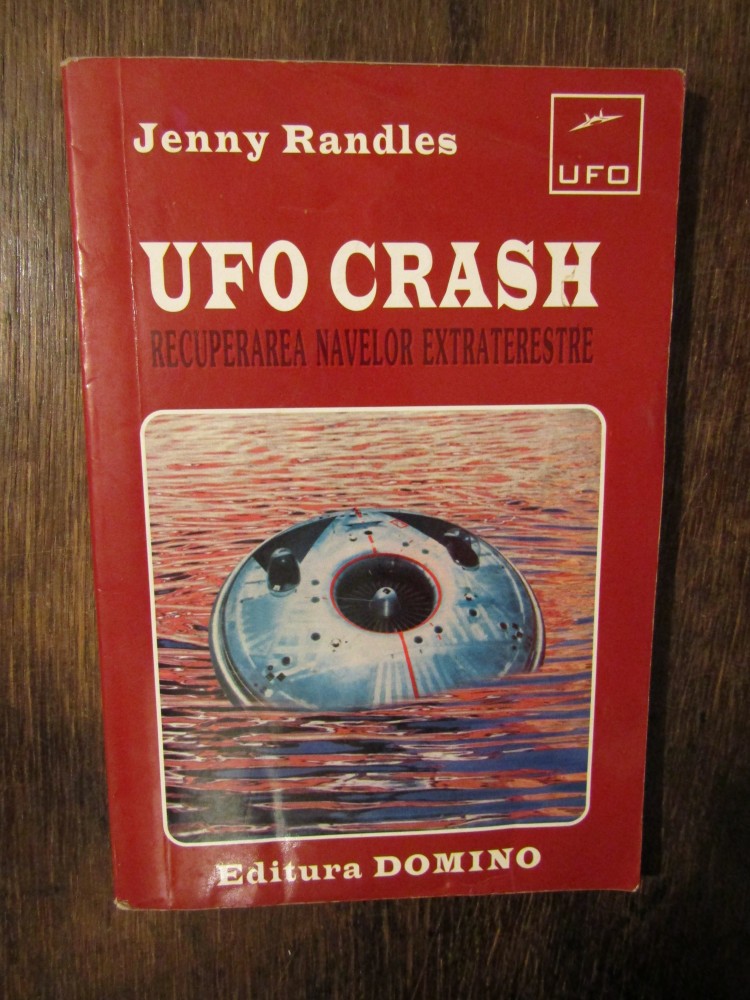 Jenny Randles
UFO
UFO CRASH
RECUPERAREA NAVELOR EXTRATERESTRE
Editura DOMINO